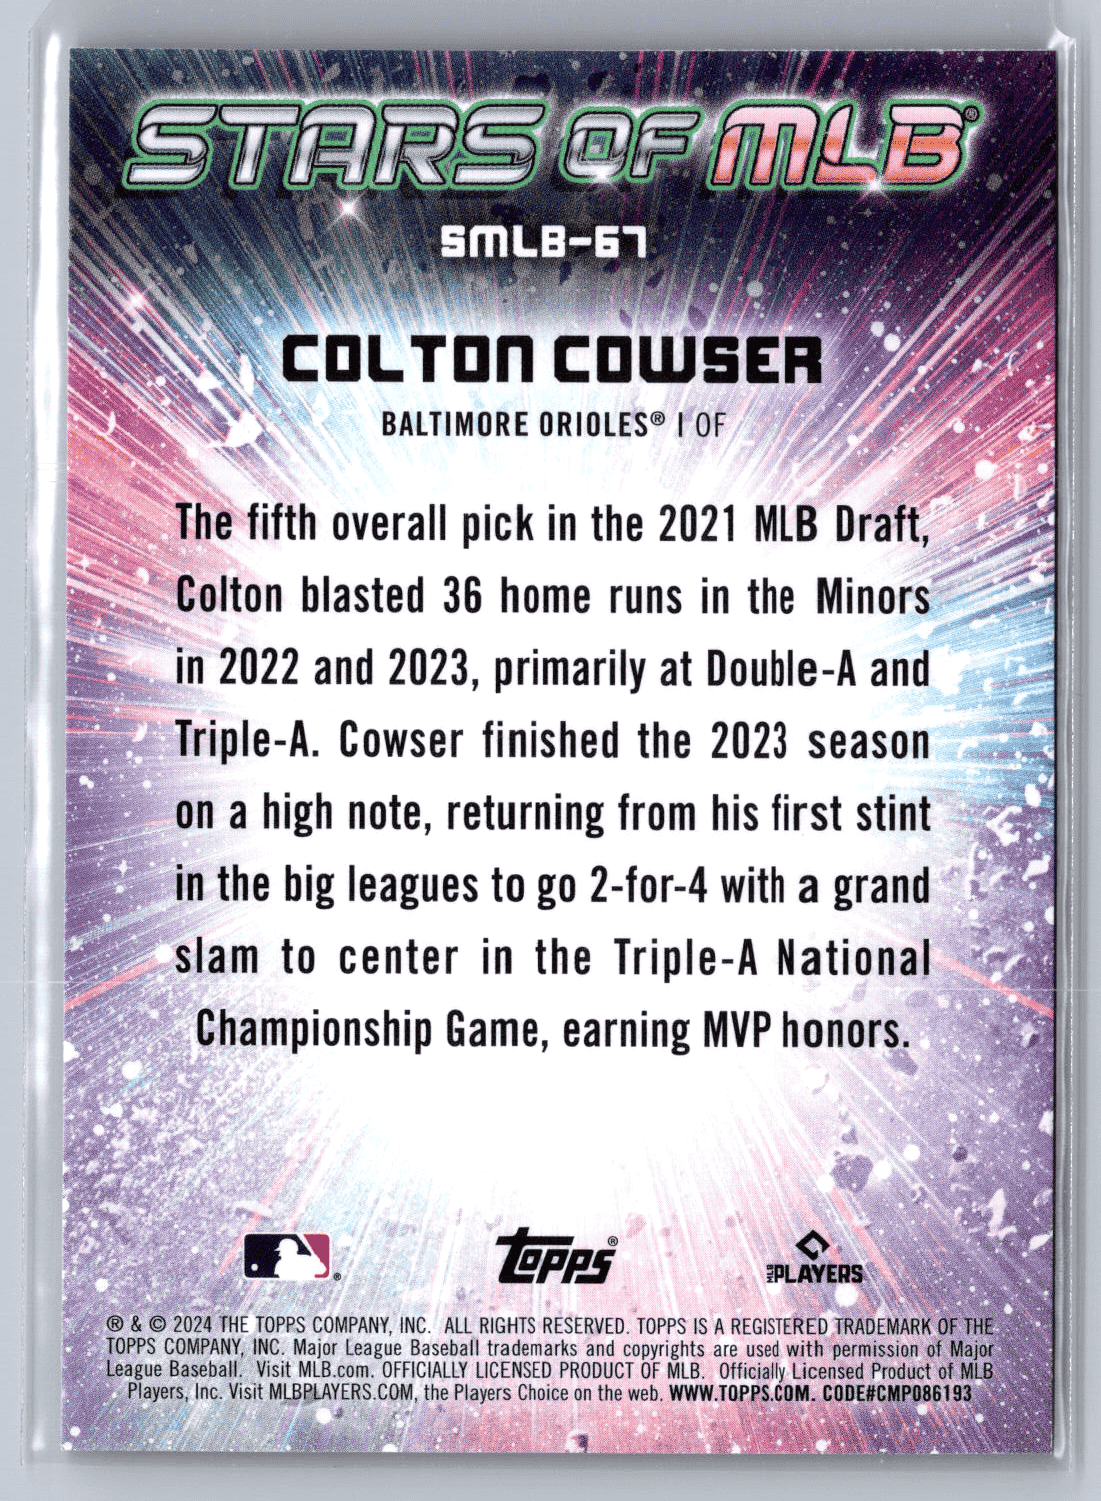 STARS OF MLB®
SMLB-67
COLTON COWSER
BALTIMORE ORIOLES® | OF
The fifth overall pick in the 2021 MLB Draft,
Colton blasted 36 home runs in the Minors
in 2022 and 2023, primarily at Double-A and
Triple-A. Cowser finished the 2023 season
on a high note, returning from his first stint
in the big leagues to go 2-for-4 with a grand
slam to center in the Triple-A National
Championship Game, earning MVP honors.
® Topps® MLB PLAYERS
® & © 2024 THE TOPPS COMPANY, INC. ALL RIGHTS RESERVED. TOPPS IS A REGISTERED TRADEMARK OF THE
TOPPS COMPANY, INC. Major League Baseball trademarks and copyrights are used with permission of Major
League Baseball. Visit MLB.com. OFFICIALLY LICENSED PRODUCT OF MLB. Officially Licensed Product of MLB
Players, Inc. Visit MLBPLAYERS.COM, the Players Choice on the web. WWW.TOPPS.COM. CODE#CMP086193